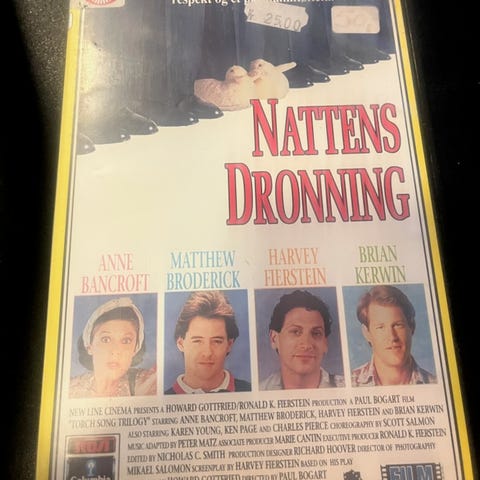 respekt og et
25.00
NATTENS
DRONNING
ANNE BANCROFT
MATTHEW BRODERICK
HARVEY FIERSTEIN
BRIAN KERWIN
NEW LINE CINEMA PRESENTS A HOWARD GOTTFRIED/RONALD K. FIERSTEIN PRODUCTION A PAUL BOGART FILM
"TORCH SONG TRILOGY" STARRING ANNE BANCROFT, MATTHEW BRODERICK, HARVEY FIERSTEIN AND BRIAN KERWIN
ALSO STARRING KAREN YOUNG, KEN PAGE AND CHARLES PIERCE CHOREOGRAPHY BY SCOTT SALMON
MUSIC ADAPTED BY PETER MATZ ASSOCIATE PRODUCER MARIE CANTIN EXECUTIVE PRODUCER RONALD K. FIERSTEIN
EDITED BY NICHOLAS C. SMITH PRODUCTION DESIGNER RICHARD HOOVER DIRECTOR OF PHOTOGRAPHY
MIKAEL SALOMON SCREENPLAY BY HARVEY FIERSTEIN BASED ON HIS PLAY
HOWARD GOTTFRIED DIRECTED BY PAUL BOGART
Columbia
FILM